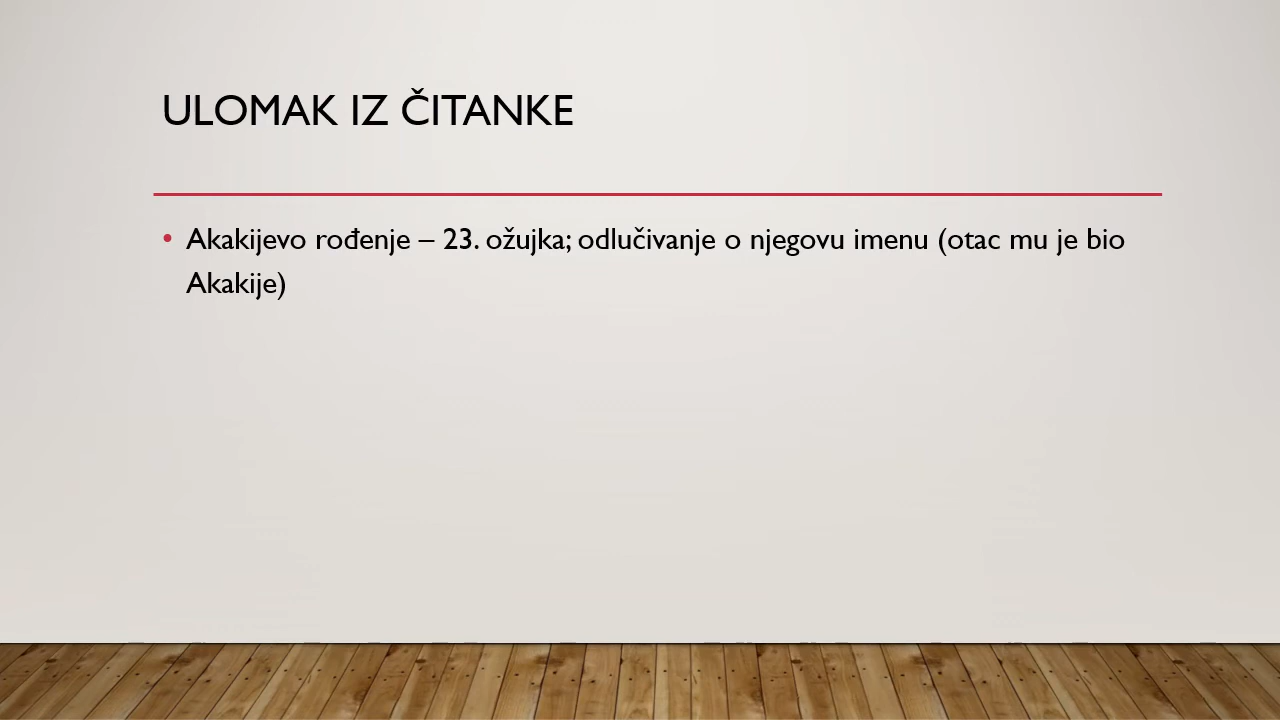 ULOMAK IZ ČITANKE
• Akakijevo rođenje – 23. ožujka; odlučivanje o njegovu imenu (otac mu je bio
Akakije)